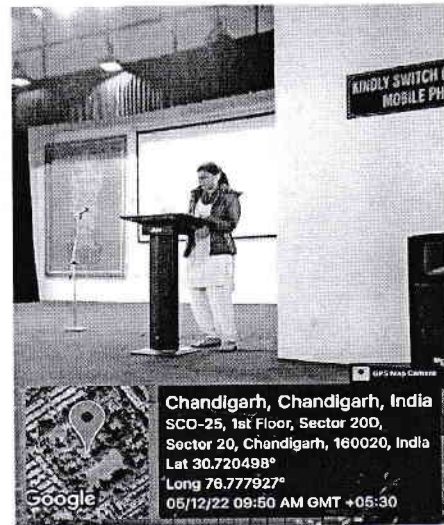 KINDLY SWITCH
MOBILE PH
GPS Map Camera
Chandigarh, Chandigarh, India
SCO-25, 1st Floor, Sector 20D,
Sector 20, Chandigarh, 160020, India
Lat 30.720498°
Long 76.777927°
05/12/22 09:50 AM GMT +05:30
Google